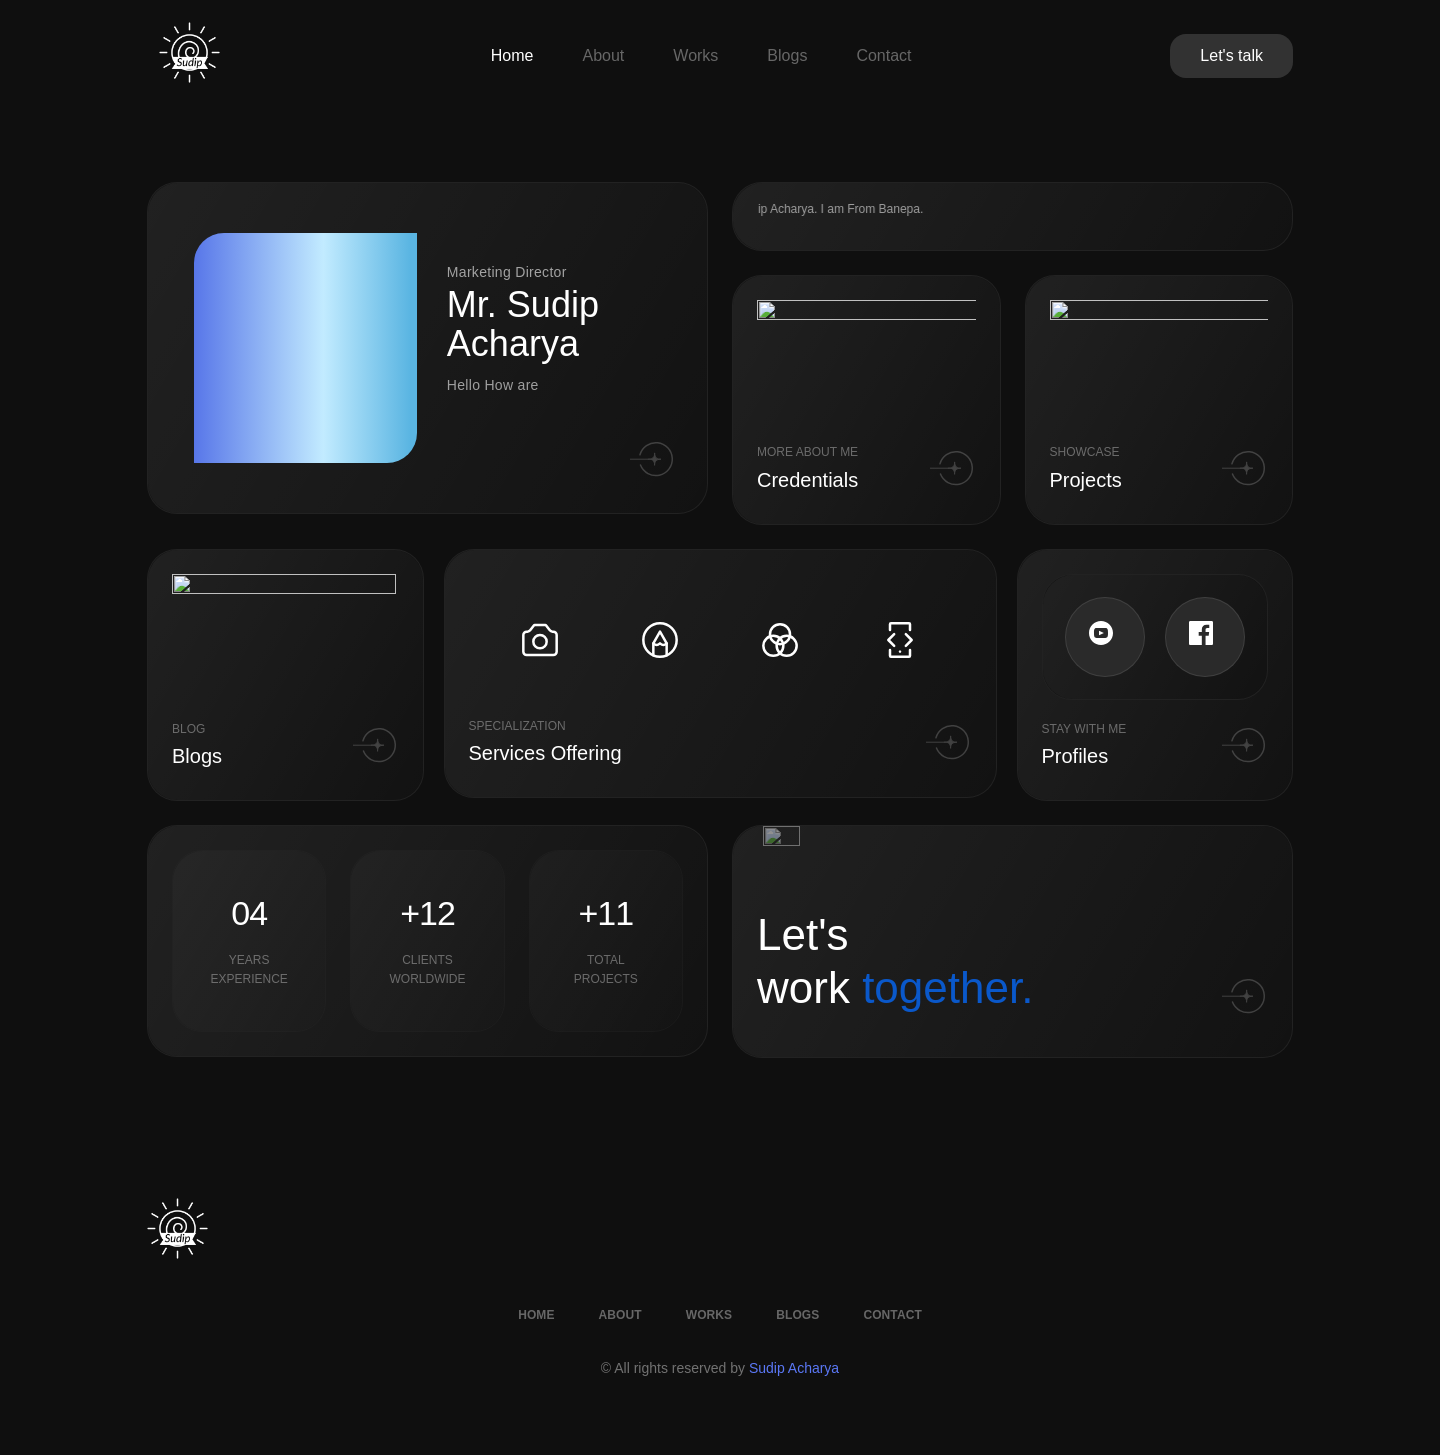 Sudip
Home
About
Works
Blogs
Contact
Let's talk
Marketing Director
Mr. Sudip
Acharya
Hello How are
ip Acharya. I am From Banepa.
MORE ABOUT ME
Credentials
SHOWCASE
Projects
BLOG
Blogs
SPECIALIZATION
Services Offering
STAY WITH ME
Profiles
04
YEARS
EXPERIENCE
+12
CLIENTS
WORLDWIDE
+11
TOTAL
PROJECTS
Let's
work together.
Sudip
HOME
ABOUT
WORKS
BLOGS
CONTACT
© All rights reserved by Sudip Acharya